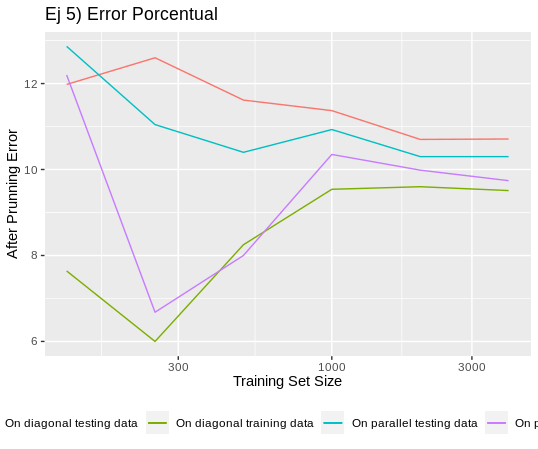 Ej 5) Error Porcentual
After Prunning Error
12
10
8
6
300 1000 3000
Training Set Size
On diagonal testing data On diagonal training data On parallel testing data On p